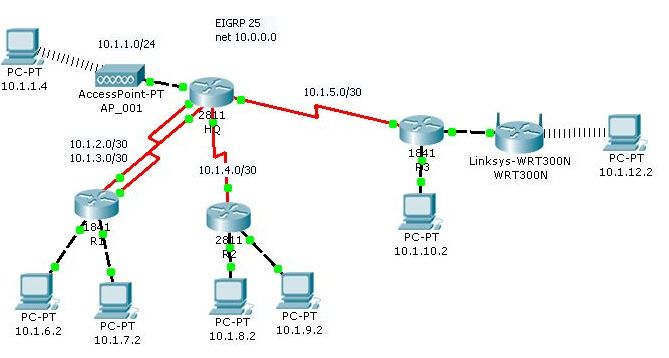 EIGRP 25
net 10.0.0.0
10.1.1.0/24
PC-PT
10.1.1.4
AccessPoint-PT
AP_001
2811
HQ
10.1.5.0/30
1841
R3
Linksys-WRT300N
WRT300N
PC-PT
10.1.12.2
10.1.2.0/30
10.1.3.0/30
10.1.4.0/30
1841
R1
2811
R2
PC-PT
10.1.10.2
PC-PT
10.1.6.2
PC-PT
10.1.7.2
PC-PT
10.1.8.2
PC-PT
10.1.9.2